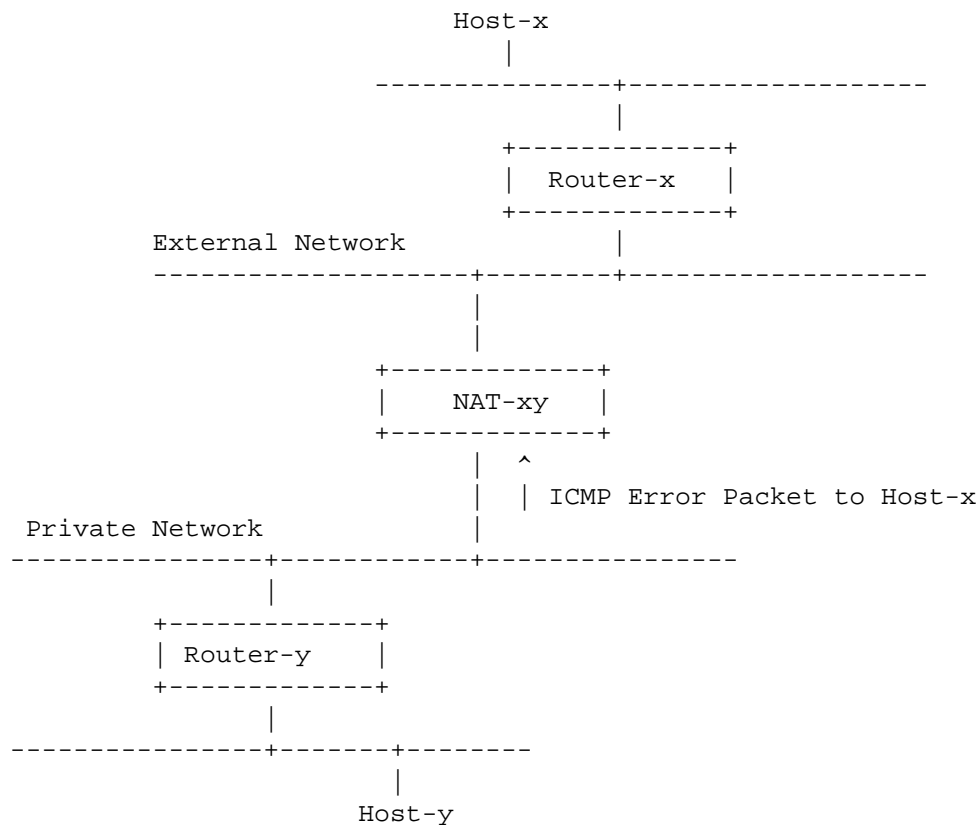 Host-x
Router-x
External Network
NAT-xy
ICMP Error Packet to Host-x
Private Network
Router-y
Host-y